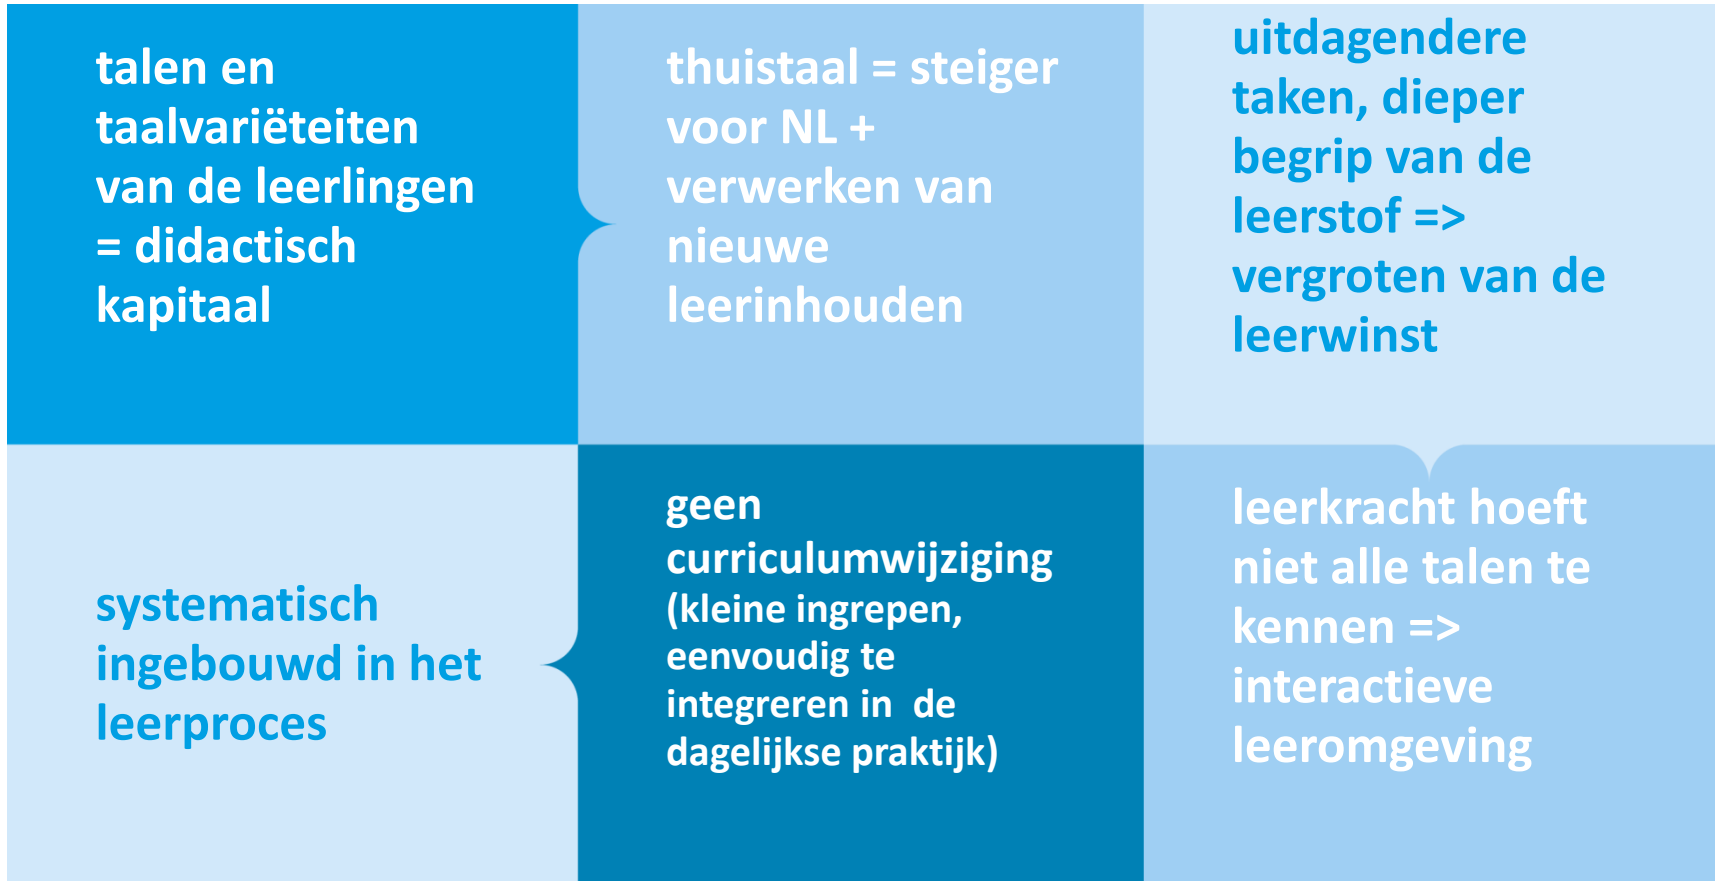 talen en
taalvariëteiten
van de leerlingen
= didactisch
kapitaal
thuistaal = steiger
voor NL +
verwerken van
nieuwe
leerinhouden
uitdagendere
taken, dieper
begrip van de
leerstof =>
vergroten van de
leerwinst
systematisch
ingebouwd in het
leerproces
geen
curriculumwijziging
(kleine ingrepen,
eenvoudig te
integreren in  de
dagelijkse praktijk)
leerkracht hoeft
niet alle talen te
kennen =>
interactieve
leeromgeving